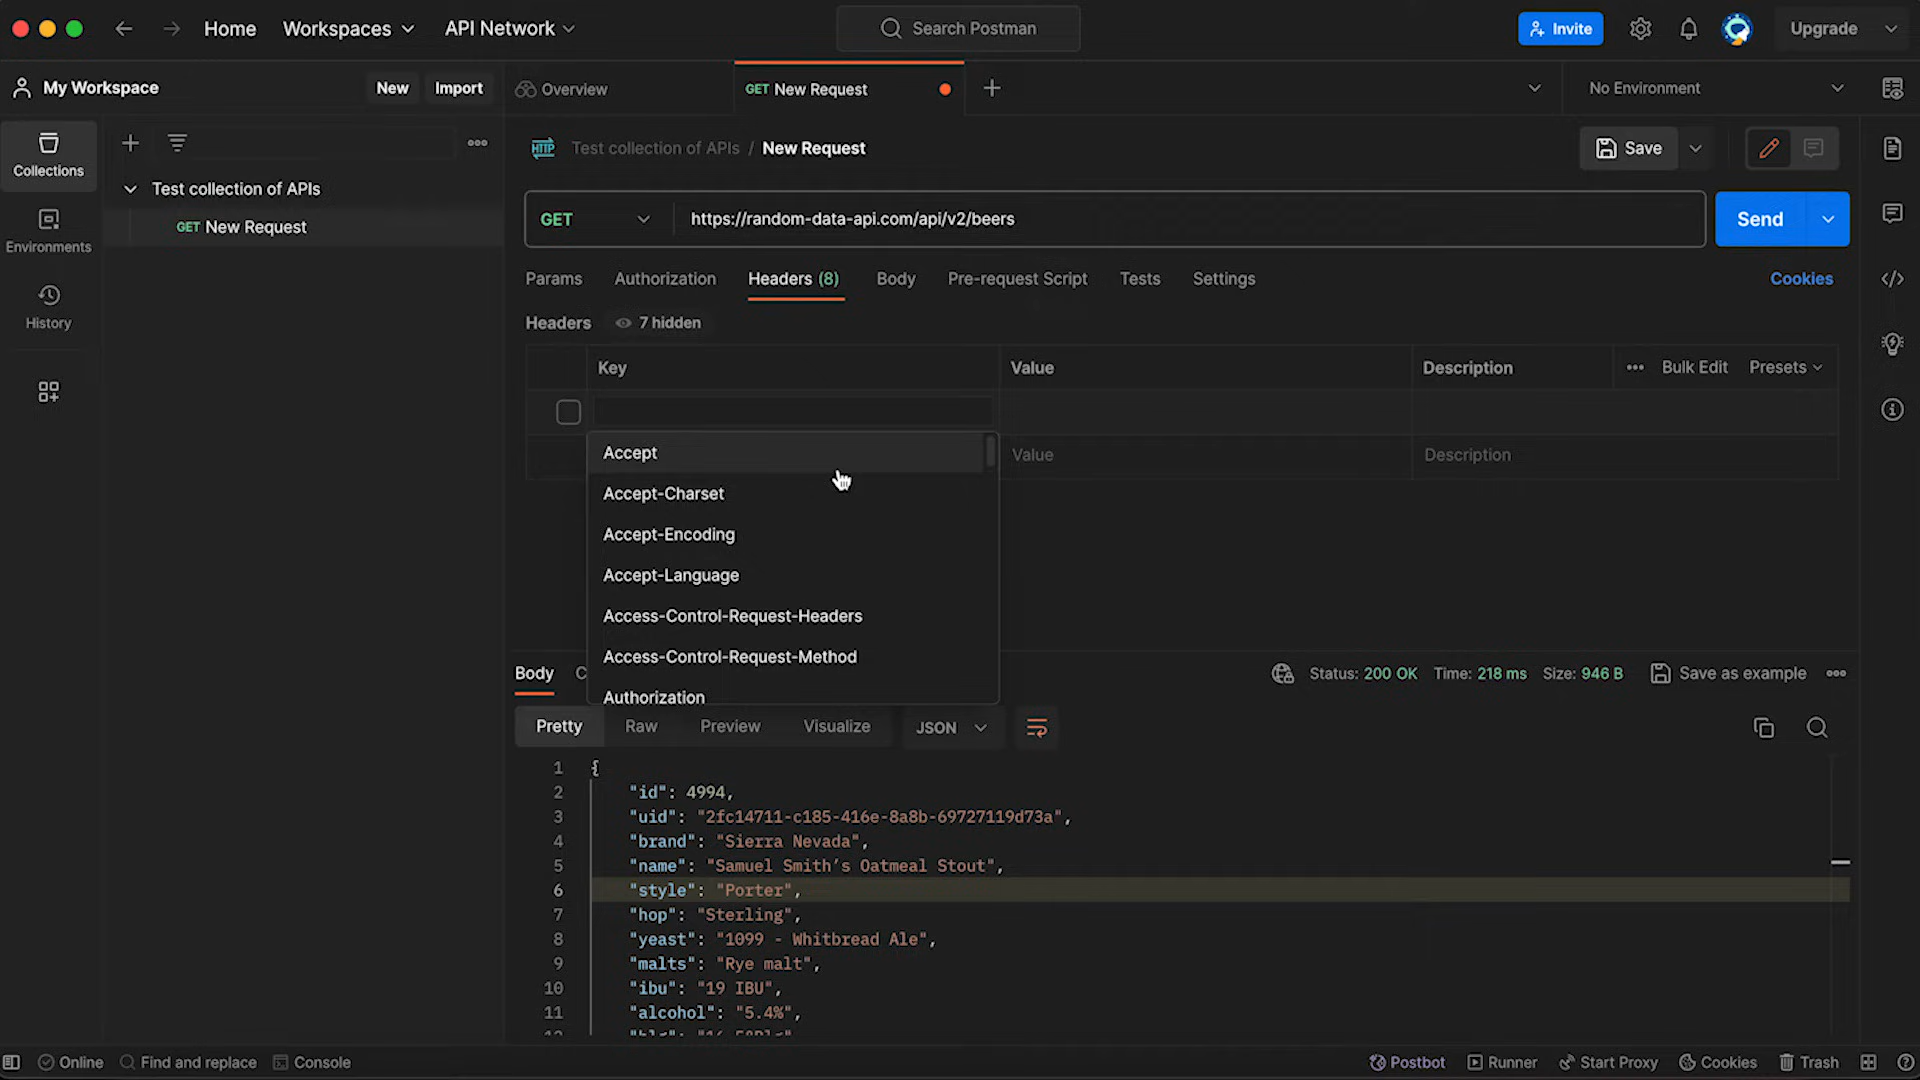 Home Workspaces API Network Search Postman Invite Upgrade
My Workspace New Import Overview GET New Request No Environment
Collections
Environments
History
Test collection of APIs
GET New Request
HTTP Test collection of APIs / New Request Save
GET https://random-data-api.com/api/v2/beers Send
Params Authorization Headers (8) Body Pre-request Script Tests Settings Cookies
Headers 7 hidden
Key Value Description Bulk Edit Presets
Value Description
Accept
Accept-Charset
Accept-Encoding
Accept-Language
Access-Control-Request-Headers
Access-Control-Request-Method
Authorization
Body C Status: 200 OK Time: 218 ms Size: 946 B Save as example
Pretty Raw Preview Visualize JSON
1 {
2 "id": 4994,
3 "uid": "2fc14711-c185-416e-8a8b-69727119d73a",
4 "brand": "Sierra Nevada",
5 "name": "Samuel Smith’s Oatmeal Stout",
6 "style": "Porter",
7 "hop": "Sterling",
8 "yeast": "1099 - Whitbread Ale",
9 "malts": "Rye malt",
10 "ibu": "19 IBU",
11 "alcohol": "5.4%",
Online Find and replace Console Postbot Runner Start Proxy Cookies Trash